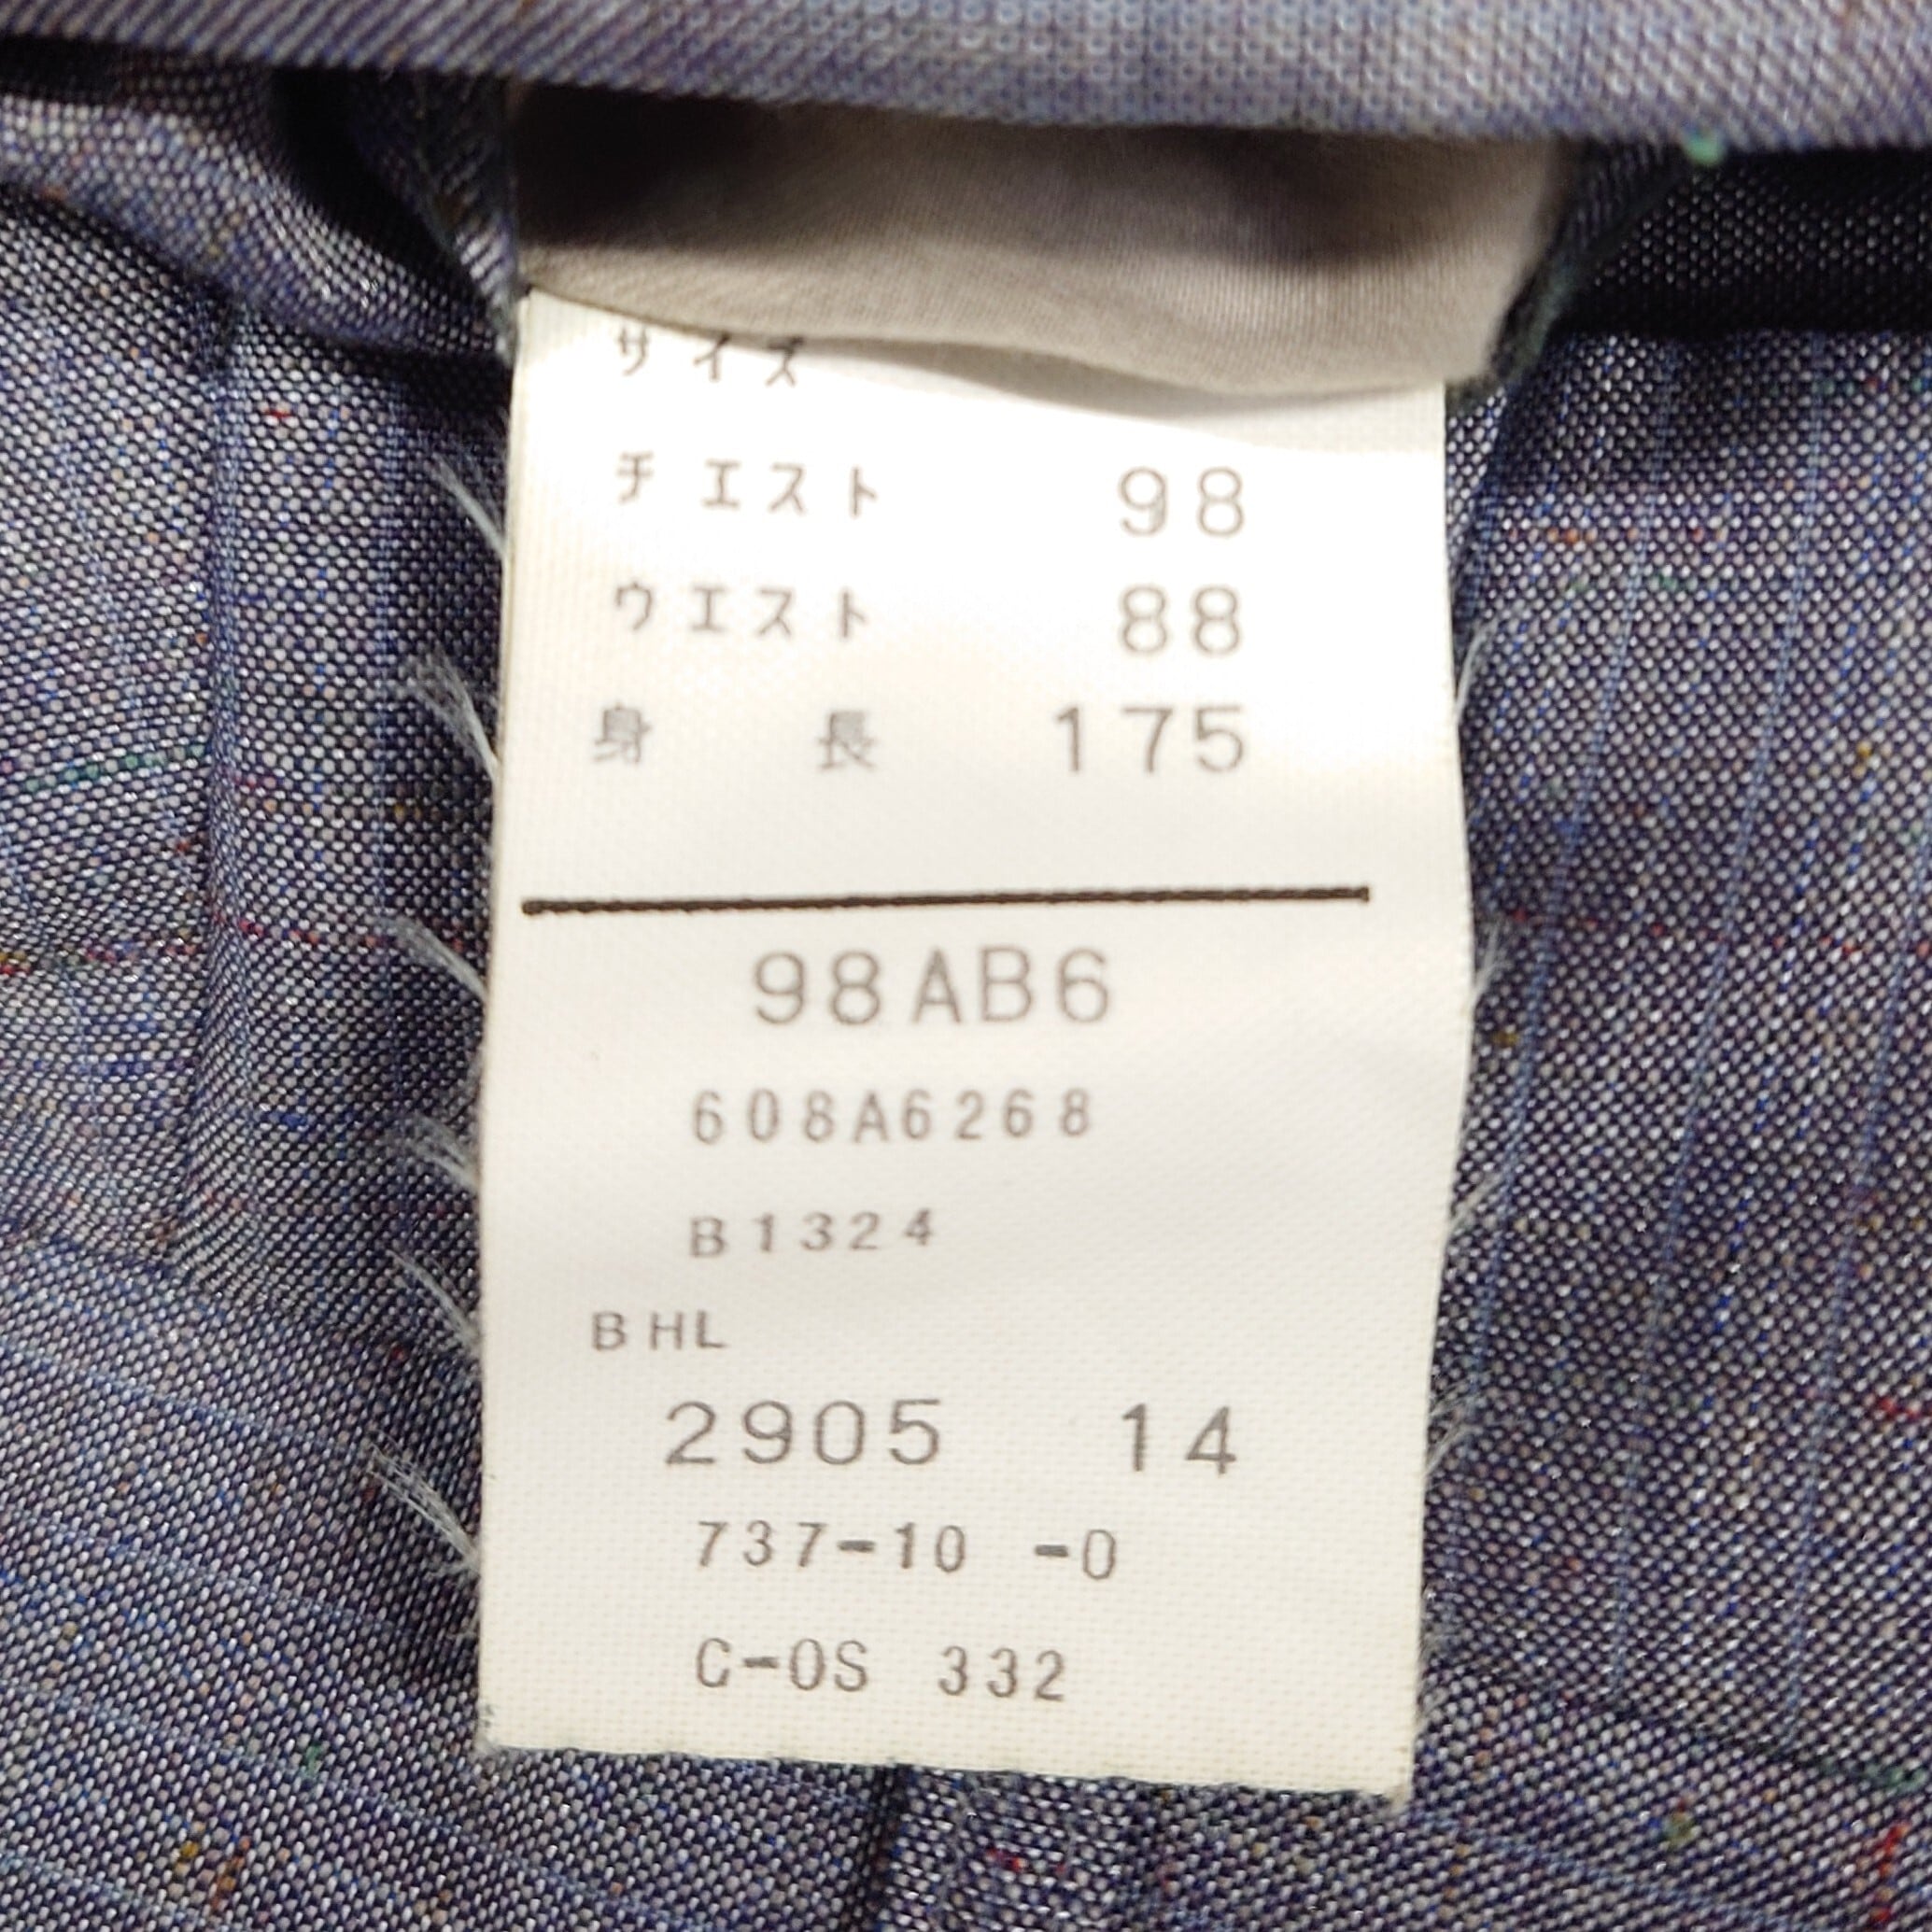 サイズ
チエスト 98
ウエスト 88
身長 175
98AB6
608A6268
B1324
BHL
2905 14
737-10 -0
C-OS 332